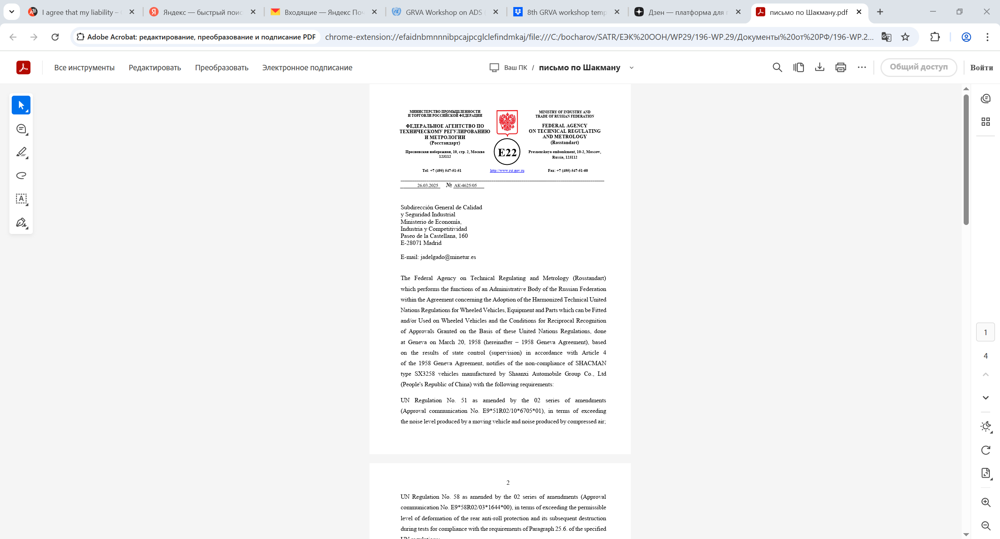 I agree that my liability –
Яндекс — быстрый поис
Входящие — Яндекс Поч
GRVA Workshop on ADS (
8th GRVA workshop temp
Дзен — платформа для п
письмо по Шакману.pdf
Adobe Acrobat: редактирование, преобразование и подписание PDF
chrome-extension://efaidnbmnnnibpcajpcglclefindmkaj/file:///C:/bocharov/SATR/ЕЭК%20ООН/WP29/196-WP.29/Документы%20от%20РФ/196-WP.2...
Все инструменты
Редактировать
Преобразовать
Электронное подписание
Ваш ПК / письмо по Шакману
Общий доступ
Войти
МИНИСТЕРСТВО ПРОМЫШЛЕННОСТИ
И ТОРГОВЛИ РОССИЙСКОЙ ФЕДЕРАЦИИ
ФЕДЕРАЛЬНОЕ АГЕНТСТВО ПО
ТЕХНИЧЕСКОМУ РЕГУЛИРОВАНИЮ
И МЕТРОЛОГИИ
(Росстандарт)
Пресненская набережная, 10, стр. 2, Москва
123112
Tel: +7 (495) 547-51-51
E22
http://www.rst.gov.ru
MINISTRY OF INDUSTRY AND
TRADE OF RUSSIAN FEDERATION
FEDERAL AGENCY
ON TECHNICAL REGULATING
AND METROLOGY
(Rosstandart)
Presnenskaya embankment, 10-2, Moscow,
Russia, 123112
Fax: +7 (495) 547-51-60
26.03.2025 № АК-4625/05
Subdirección General de Calidad
y Seguridad Industrial
Ministerio de Economía,
Industria y Competitividad
Paseo de la Castellana, 160
E-28071 Madrid
E-mail: jadelgado@minetur.es
The Federal Agency on Technical Regulating and Metrology (Rosstandart)
which performs the functions of an Administrative Body of the Russian Federation
within the Agreement concerning the Adoption of the Harmonized Technical United
Nations Regulations for Wheeled Vehicles, Equipment and Parts which can be Fitted
and/or Used on Wheeled Vehicles and the Conditions for Reciprocal Recognition
of Approvals Granted on the Basis of these United Nations Regulations, done
at Geneva on March 20, 1958 (hereinafter – 1958 Geneva Agreement), based
on the results of state control (supervision) in accordance with Article 4
of the 1958 Geneva Agreement, notifies of the non-compliance of SHACMAN
type SX3258 vehicles manufactured by Shaanxi Automobile Group Co., Ltd
(People's Republic of China) with the following requirements:
UN Regulation No. 51 as amended by the 02 series of amendments
(Approval communication No. E9*51R02/10*6705*01), in terms of exceeding
the noise level produced by a moving vehicle and noise produced by compressed air;
2
UN Regulation No. 58 as amended by the 02 series of amendments (Approval
communication No. E9*58R02/03*1644*00), in terms of exceeding the permissible
level of deformation of the rear anti-roll protection and its subsequent destruction
during tests for compliance with the requirements of Paragraph 25.6. of the specified
UN regulations;
1
4